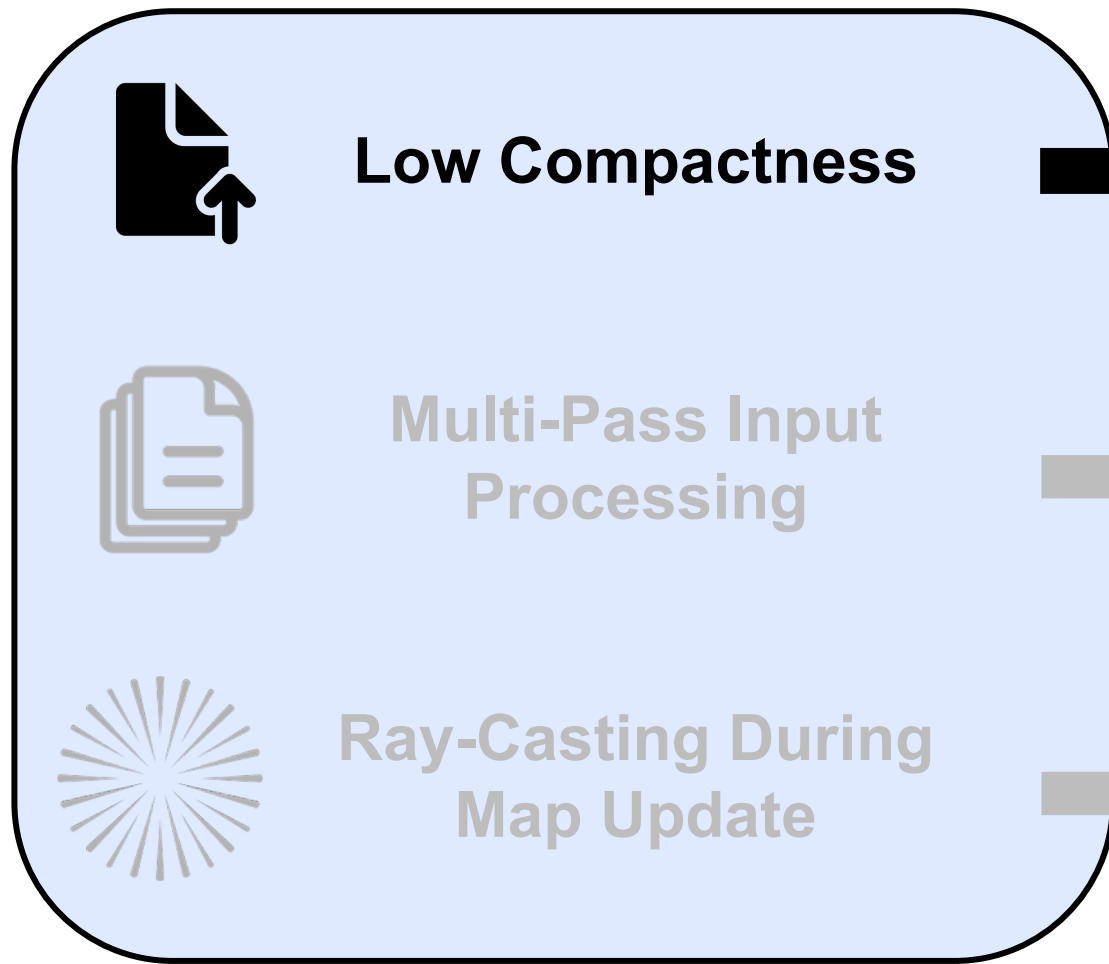 Low Compactness
Multi-Pass Input
Processing
Ray-Casting During
Map Update